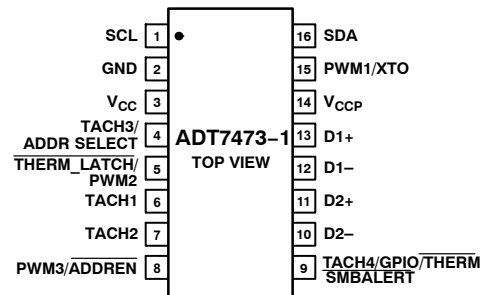 SCL 1
GND 2
VCC 3
TACH3/
ADDR SELECT 4
THERM_LATCH/
PWM2 5
TACH1 6
TACH2 7
PWM3/ADDREN 8
ADT7473–1
TOP VIEW
16 SDA
15 PWM1/XTO
14 VCCP
13 D1+
12 D1–
11 D2+
10 D2–
9 TACH4/GPIO/THERM
SMBALERT